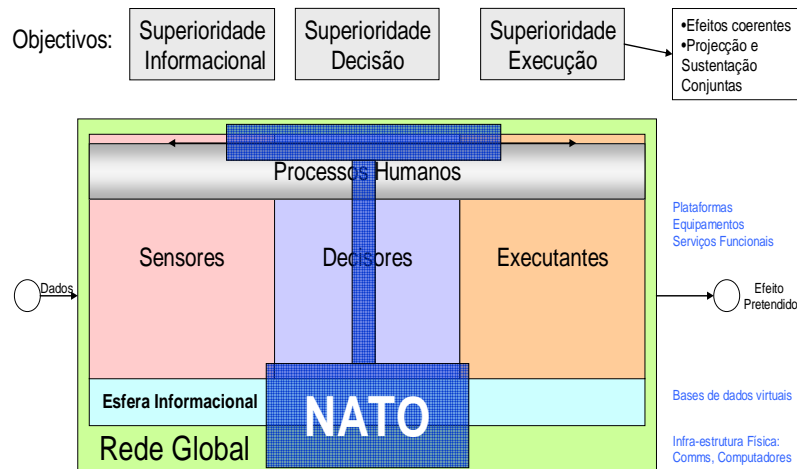 Objectivos:
Superioridade
Informacional
Superioridade
Decisão
Superioridade
Execução
•Efeitos coerentes
•Projecção e
Sustentação
Conjuntas
Processos Humanos
Sensores
Decisores
Executantes
Plataformas
Equipamentos
Serviços Funcionais
Dados
Efeito
Pretendido
Esfera Informacional
NATO
Bases de dados virtuais
Rede Global
Infra-estrutura Física:
Comms, Computadores